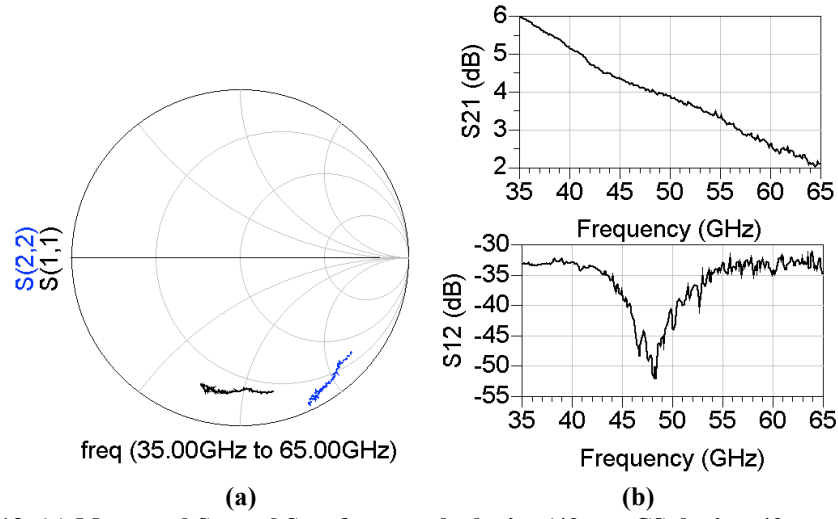 S(2,2)
S(1,1)
freq (35.00GHz to 65.00GHz)
(a)
S21 (dB)
6
5
4
3
2
35 40 45 50 55 60 65
Frequency (GHz)
S12 (dB)
-30
-35
-40
-45
-50
-55
35 40 45 50 55 60 65
Frequency (GHz)
(b)